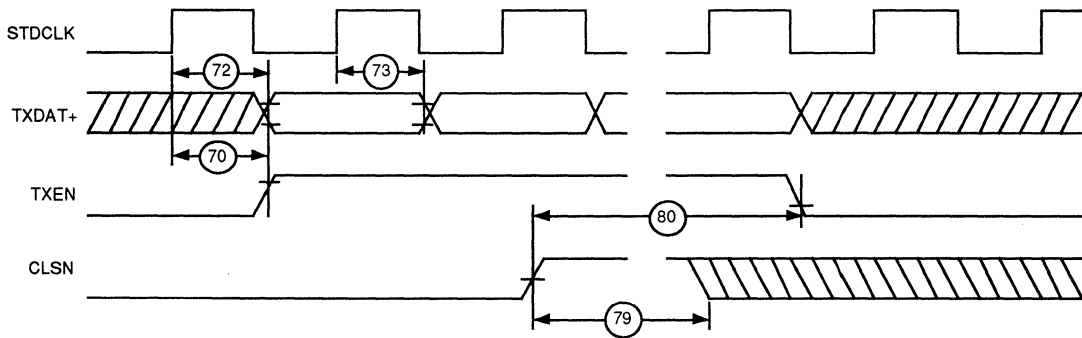 STDCLK
72
73
TXDAT+
70
TXEN
80
CLSN
79